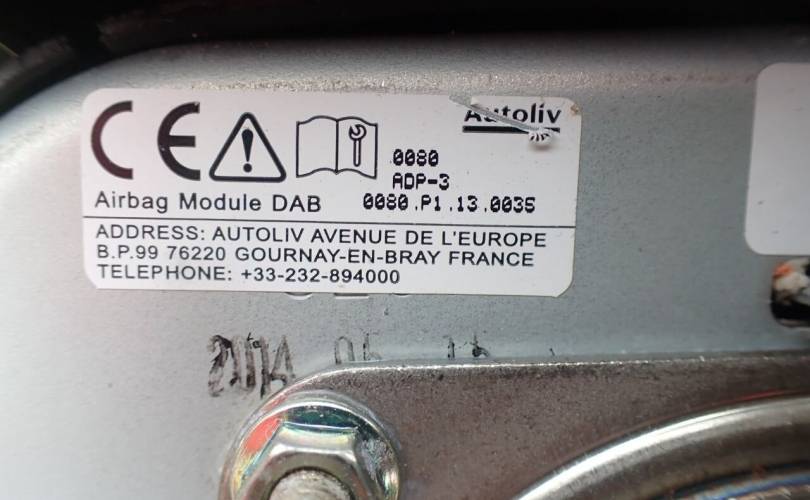 CE
Autoliv
0080
ADP-3
Airbag Module DAB 0080.P1.13.0035
ADDRESS: AUTOLIV AVENUE DE L'EUROPE
B.P.99 76220 GOURNAY-EN-BRAY FRANCE
TELEPHONE: +33-232-894000
2014